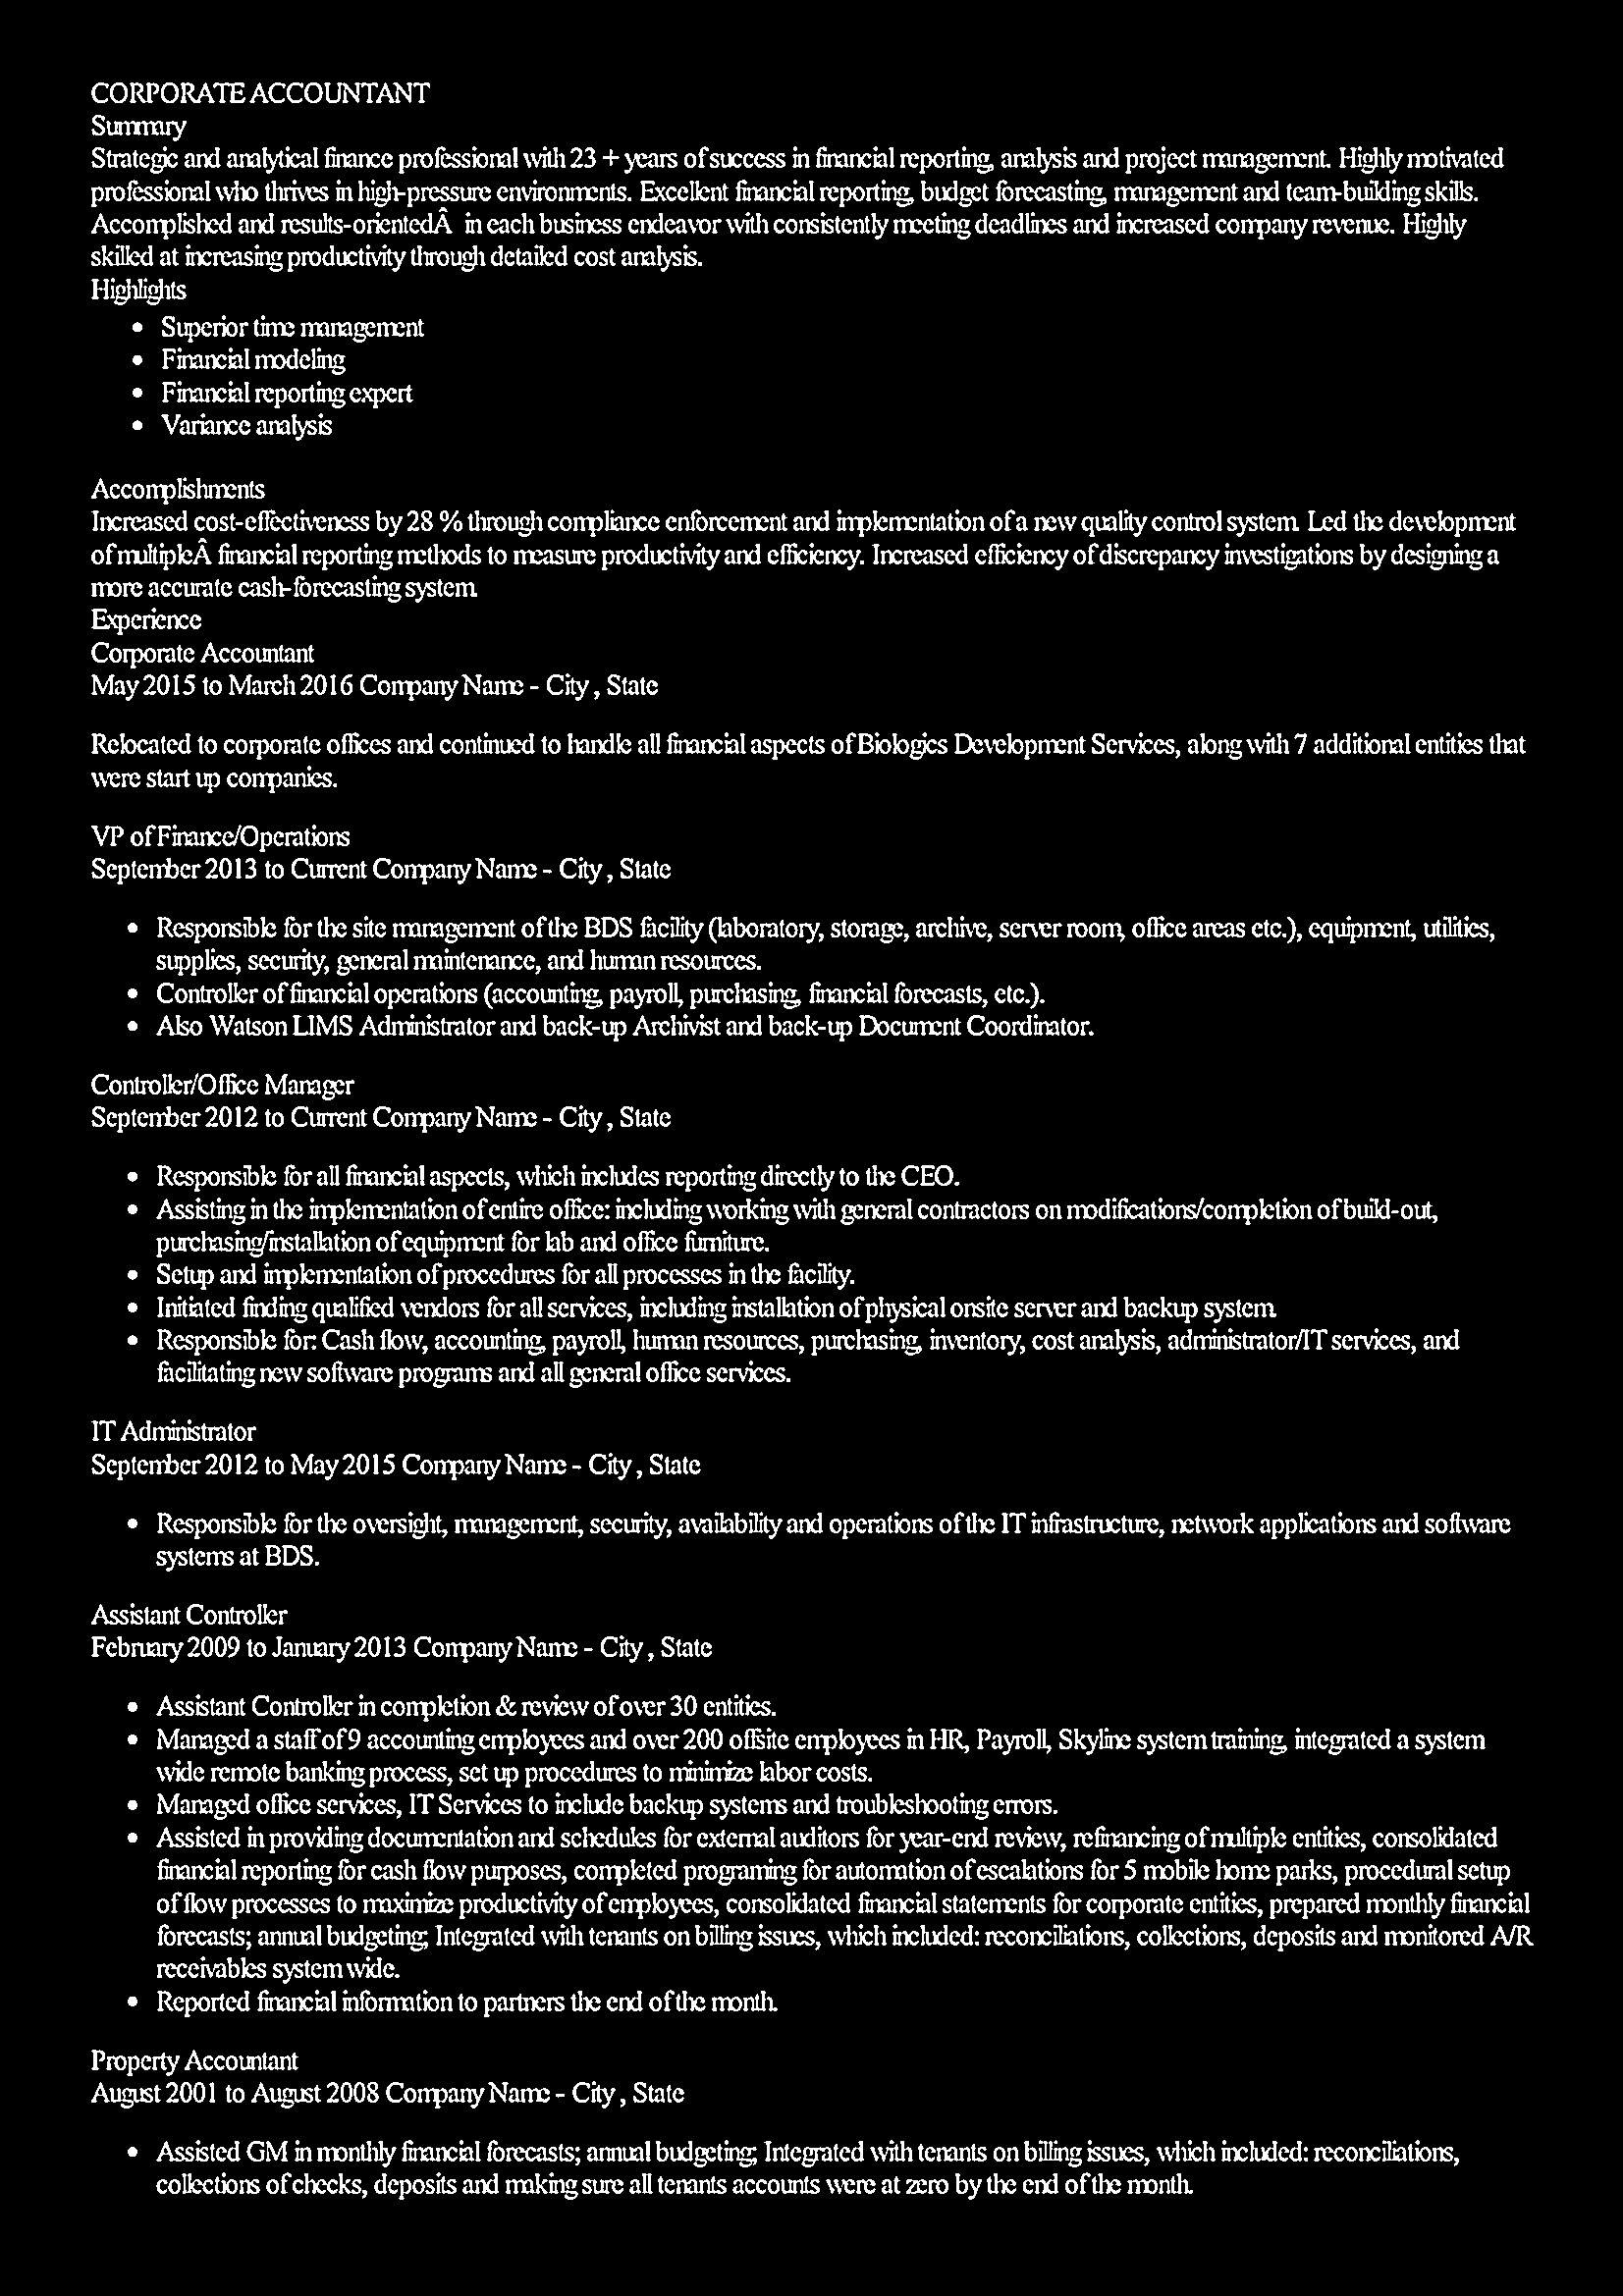 CORPORATE ACCOUNTANT
Summary
Strategic and analytical finance professional with 23 + years of success in financial reporting, analysis and project management. Highly motivated
professional who thrives in high-pressure environments. Excellent financial reporting, budget forecasting, management and team-building skills.
Accomplished and results-orientedÂ  in each business endeavor with consistently meeting deadlines and increased company revenue. Highly
skilled at increasing productivity through detailed cost analysis.
Highlights
• Superior time management
• Financial modeling
• Financial reporting expert
• Variance analysis
Accomplishments
Increased cost-effectiveness by 28 % through compliance enforcement and implementation of a new quality control system. Led the development
of multipleÂ financial reporting methods to measure productivity and efficiency. Increased efficiency of discrepancy investigations by designing a
more accurate cash-forecasting system.
Experience
Corporate Accountant
May 2015 to March 2016 Company Name - City , State
Relocated to corporate offices and continued to handle all financial aspects of Biologics Development Services, along with 7 additional entities that
were start up companies.
VP of Finance/Operations
September 2013 to Current Company Name - City , State
• Responsible for the site management of the BDS facility (laboratory, storage, archive, server room, office areas etc.), equipment, utilities,
supplies, security, general maintenance, and human resources.
• Controller of financial operations (accounting, payroll, purchasing, financial forecasts, etc.).
• Also Watson LIMS Administrator and back-up Archivist and back-up Document Coordinator.
Controller/Office Manager
September 2012 to Current Company Name - City , State
• Responsible for all financial aspects, which includes reporting directly to the CEO.
• Assisting in the implementation of entire office: including working with general contractors on modifications/completion of build-out,
purchasing/installation of equipment for lab and office furniture.
• Setup and implementation of procedures for all processes in the facility.
• Initiated finding qualified vendors for all services, including installation of physical onsite server and backup system.
• Responsible for: Cash flow, accounting, payroll, human resources, purchasing, inventory, cost analysis, administrator/IT services, and
facilitating new software programs and all general office services.
IT Administrator
September 2012 to May 2015 Company Name - City , State
• Responsible for the oversight, management, security, availability and operations of the IT infrastructure, network applications and software
systems at BDS.
Assistant Controller
February 2009 to January 2013 Company Name - City , State
• Assistant Controller in completion & review of over 30 entities.
• Managed a staff of 9 accounting employees and over 200 offsite employees in HR, Payroll, Skyline system training, integrated a system
wide remote banking process, set up procedures to minimize labor costs.
• Managed office services, IT Services to include backup systems and troubleshooting errors.
• Assisted in providing documentation and schedules for external auditors for year-end review, refinancing of multiple entities, consolidated
financial reporting for cash flow purposes, completed programing for automation of escalations for 5 mobile home parks, procedural setup
of flow processes to maximize productivity of employees, consolidated financial statements for corporate entities, prepared monthly financial
forecasts; annual budgeting; Integrated with tenants on billing issues, which included: reconciliations, collections, deposits and monitored A/R
receivables system wide.
• Reported financial information to partners the end of the month.
Property Accountant
August 2001 to August 2008 Company Name - City , State
• Assisted GM in monthly financial forecasts; annual budgeting; Integrated with tenants on billing issues, which included: reconciliations,
collections of checks, deposits and making sure all tenants accounts were at zero by the end of the month.